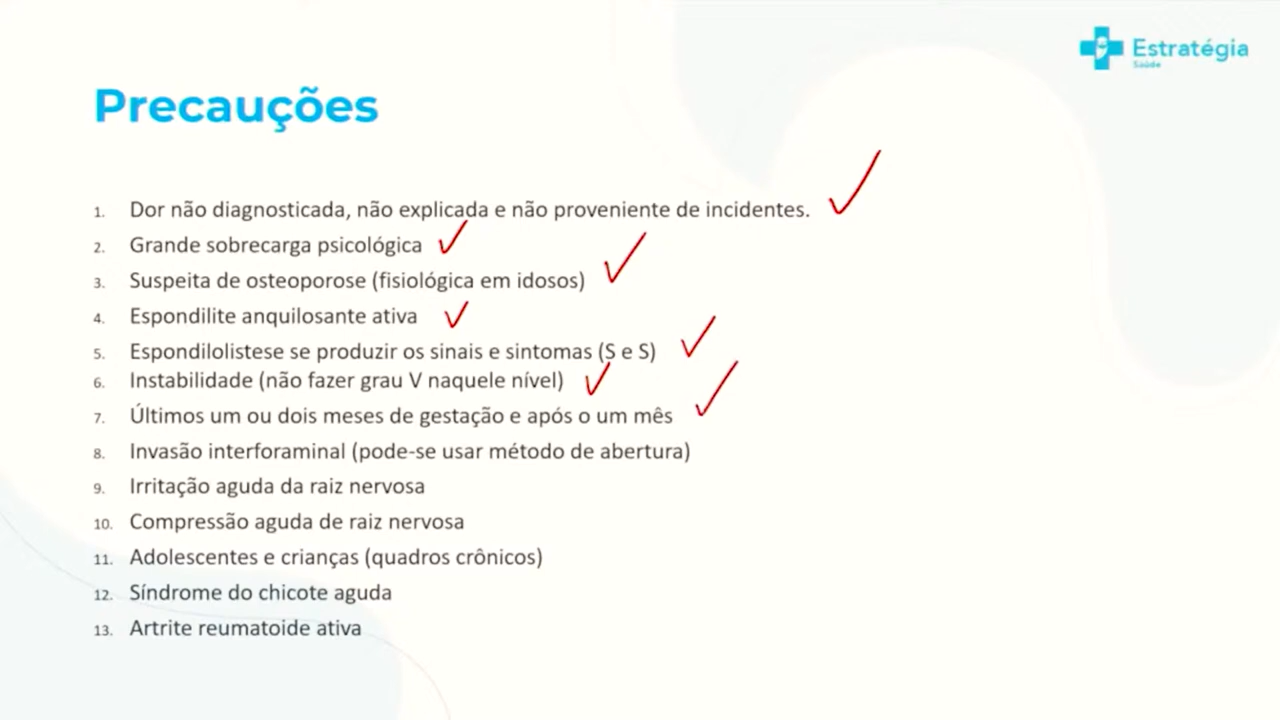 Estratégia
Saúde
Precauções
1. Dor não diagnosticada, não explicada e não proveniente de incidentes.
2. Grande sobrecarga psicológica
3. Suspeita de osteoporose (fisiológica em idosos)
4. Espondilite anquilosante ativa
5. Espondilolistese se produzir os sinais e sintomas (S e S)
6. Instabilidade (não fazer grau V naquele nível)
7. Últimos um ou dois meses de gestação e após o um mês
8. Invasão interforaminal (pode-se usar método de abertura)
9. Irritação aguda da raiz nervosa
10. Compressão aguda de raiz nervosa
11. Adolescentes e crianças (quadros crônicos)
12. Síndrome do chicote aguda
13. Artrite reumatoide ativa